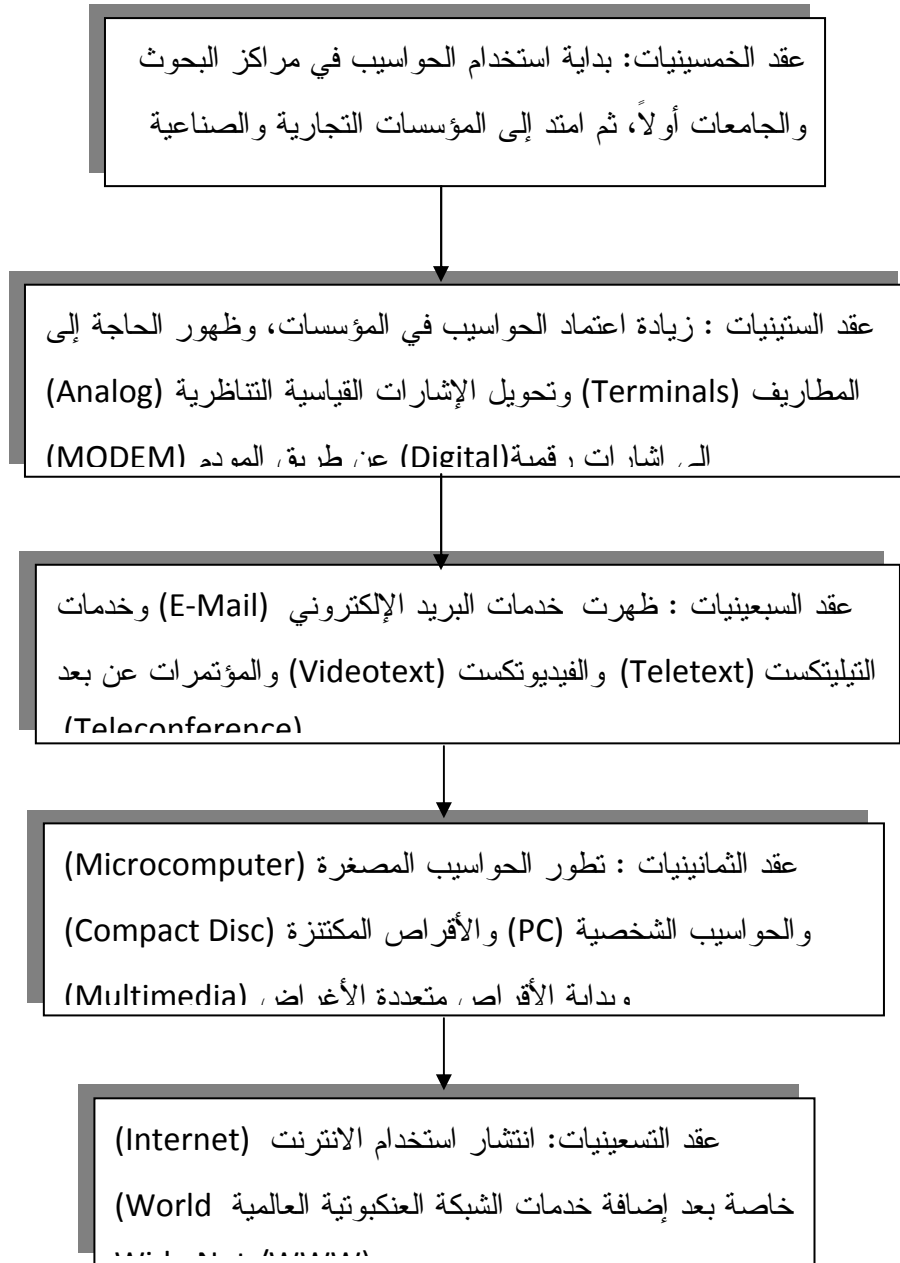 عقد الخمسينيات: بداية استخدام الحواسيب في مراكز البحوث
والجامعات أولاً، ثم امتد إلى المؤسسات التجارية والصناعية
عقد الستينيات : زيادة اعتماد الحواسيب في المؤسسات، وظهور الحاجة إلى
المطاريف (Terminals) وتحويل الإشارات القياسية التناظرية (Analog)
إلى إشارات رقمية(Digital) عن طريق المودم (MODEM)
عقد السبعينيات : ظهرت خدمات البريد الإلكتروني (E-Mail) وخدمات
التيليتكست (Teletext) والفيديوتكست (Videotext) والمؤتمرات عن بعد
(Teleconference)
عقد الثمانينيات : تطور الحواسيب المصغرة (Microcomputer)
والحواسيب الشخصية (PC) والأقراص المكتنزة (Compact Disc)
وبداية الأقراص متعددة الأغراض (Multimedia)
عقد التسعينيات: انتشار استخدام الانترنت (Internet)
خاصة بعد إضافة خدمات الشبكة العنكبوتية العالمية (World